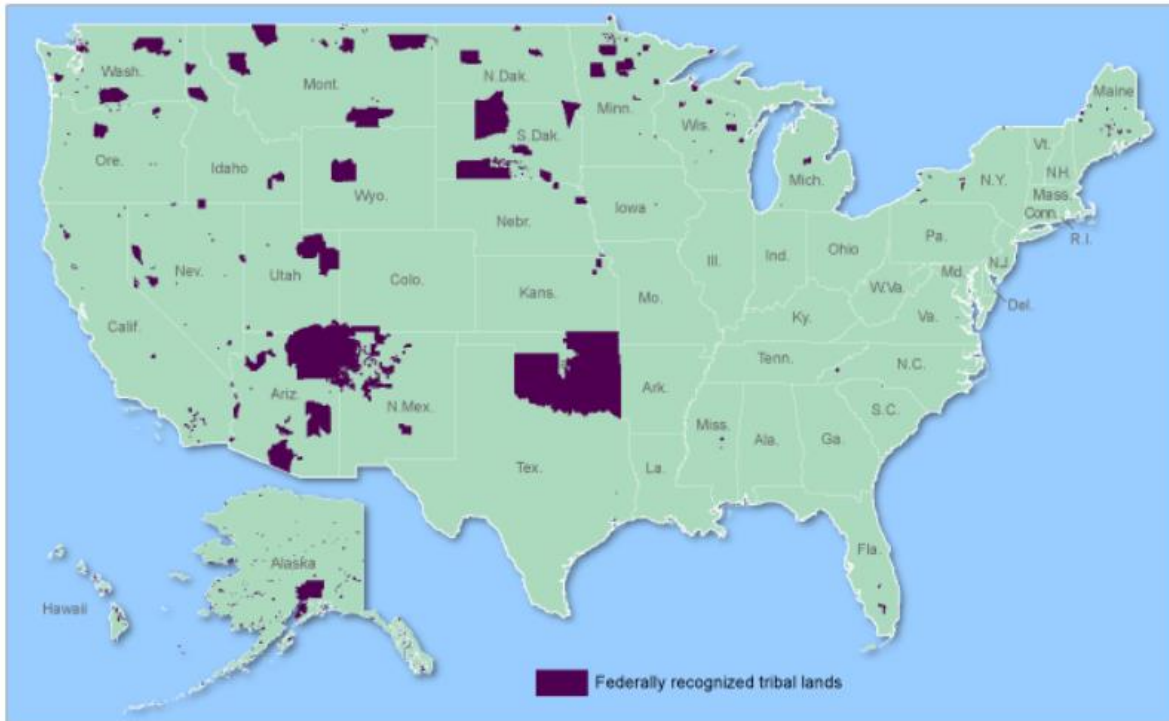 Wash.
Mont.
N.Dak.
Minn.
Maine
Ore.
Idaho
S.Dak.
Wis.
Vt.
N.H.
Wyo.
Mich.
N.Y.
Mass.
Conn.
R.I.
Nebr.
Iowa
Pa.
N.J.
Nev.
Utah
Colo.
Ill.
Ind.
Ohio
Md.
Del.
Calif.
Kans.
Mo.
W.Va.
Va.
Ky.
Ariz.
N.Mex.
Ark.
Tenn.
N.C.
S.C.
Tex.
La.
Miss.
Ala.
Ga.
Fla.
Alaska
Hawaii
Federally recognized tribal lands